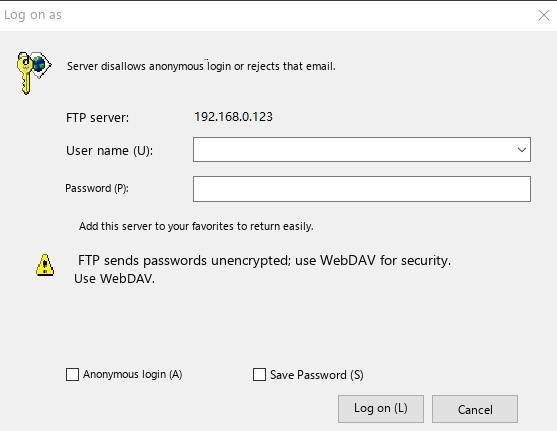 Log on as
Server disallows anonymous login or rejects that email.
FTP server: 192.168.0.123
User name (U):
Password (P):
Add this server to your favorites to return easily.
FTP sends passwords unencrypted; use WebDAV for security.
Use WebDAV.
Anonymous login (A) Save Password (S)
Log on (L) Cancel